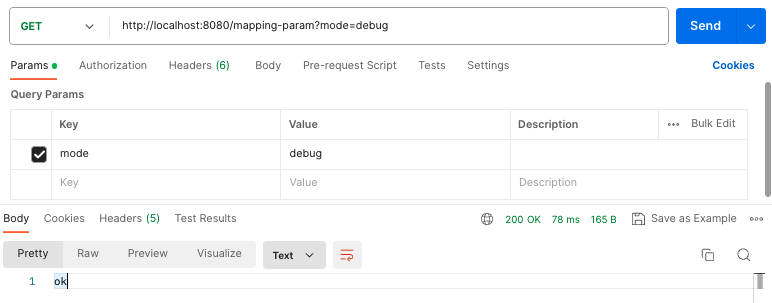 GET http://localhost:8080/mapping-param?mode=debug Send
Params Authorization Headers (6) Body Pre-request Script Tests Settings Cookies
Query Params
Key Value Description Bulk Edit
mode debug
Key Value Description
Body Cookies Headers (5) Test Results 200 OK 78 ms 165 B Save as Example
Pretty Raw Preview Visualize Text
1 ok